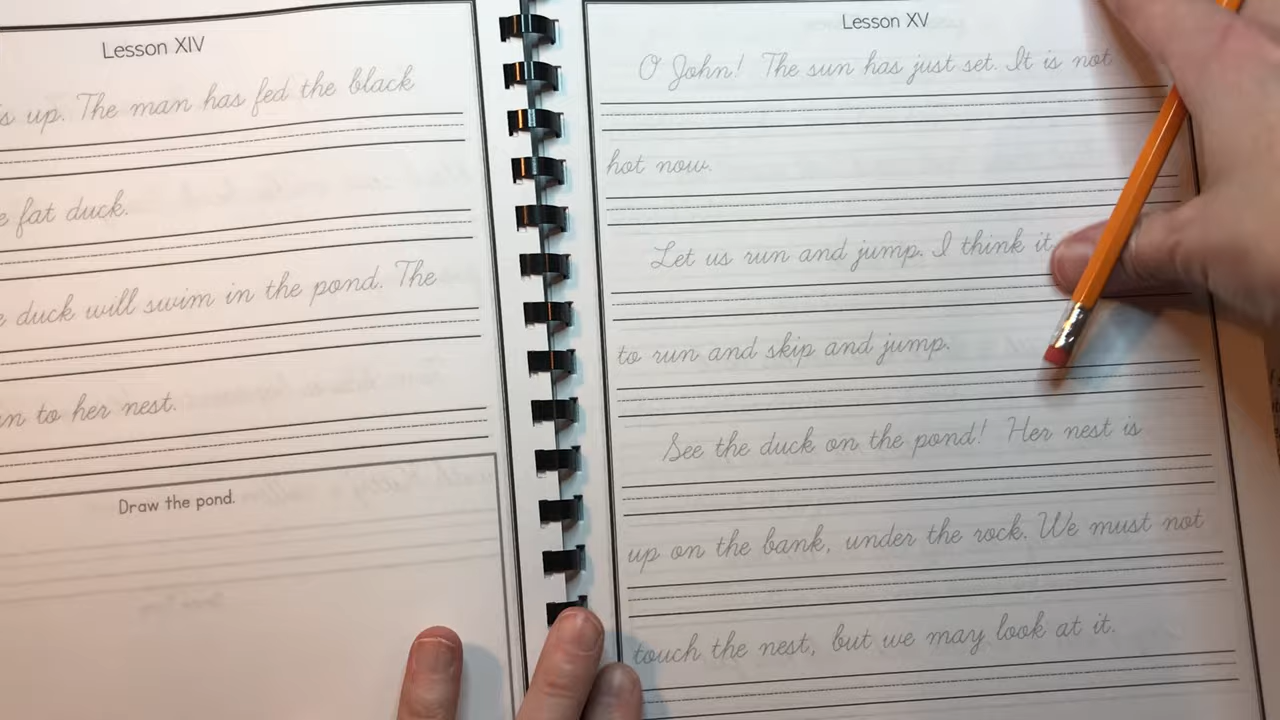 Lesson XIV
is up. The man has fed the black
fat duck.
duck will swim in the pond. The
to her nest.
Draw the pond.
Lesson XV
O John! The sun has just set. It is not
hot now.
Let us run and jump. I think it
to run and skip and jump.
See the duck on the pond! Her nest is
up on the bank, under the rock. We must not
touch the nest, but we may look at it.